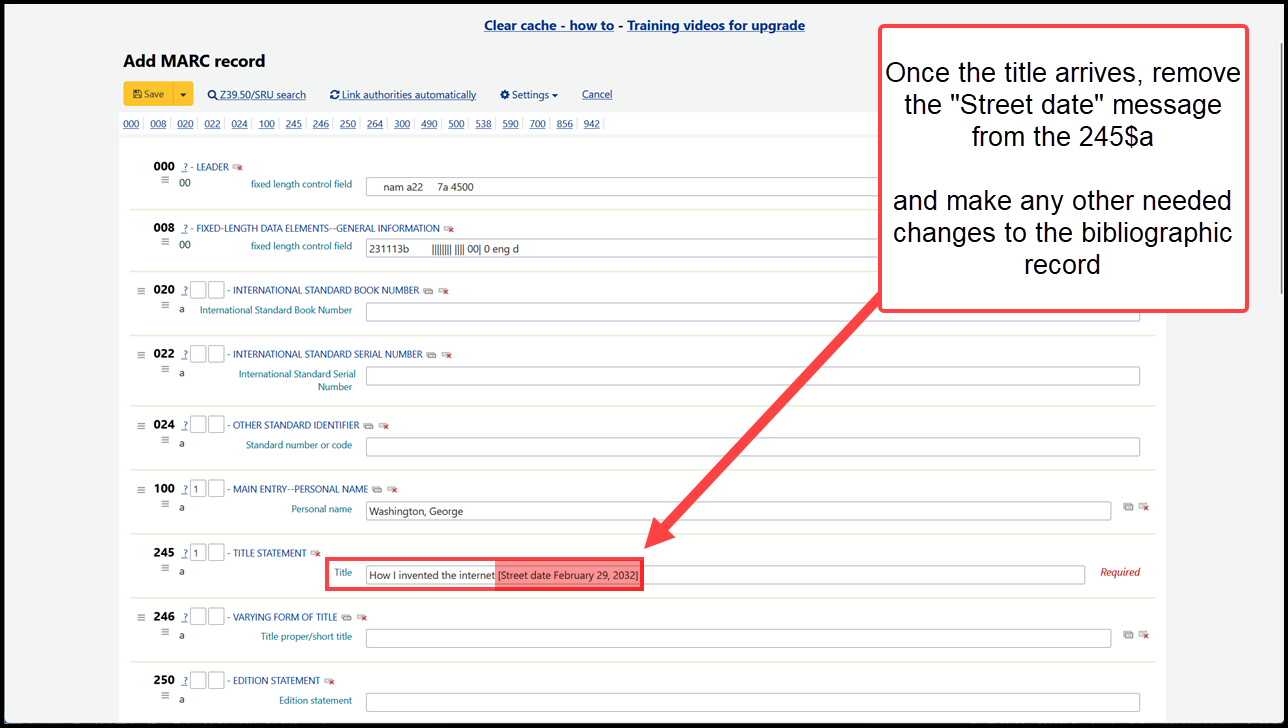 Clear cache - how to - Training videos for upgrade
Once the title arrives, remove
the "Street date" message
from the 245$a
and make any other needed
changes to the bibliographic
record
Add MARC record
Save Z39.50/SRU search Link authorities automatically Settings Cancel
000 008 020 022 024 100 245 246 250 264 300 490 500 538 590 700 856 942
000 ? - LEADER
00 fixed length control field nam a22 7a 4500
008 ? - FIXED-LENGTH DATA ELEMENTS--GENERAL INFORMATION
00 fixed length control field 231113b |||||||| |||| 00| 0 eng d
020 ? - INTERNATIONAL STANDARD BOOK NUMBER
a International Standard Book Number
022 ? - INTERNATIONAL STANDARD SERIAL NUMBER
a International Standard Serial
Number
024 ? - OTHER STANDARD IDENTIFIER
a Standard number or code
100 ? 1 - MAIN ENTRY--PERSONAL NAME
a Personal name Washington, George
245 ? 1 - TITLE STATEMENT
a Title How I invented the internet [Street date February 29, 2032] Required
246 ? - VARYING FORM OF TITLE
a Title proper/short title
250 ? - EDITION STATEMENT
a Edition statement